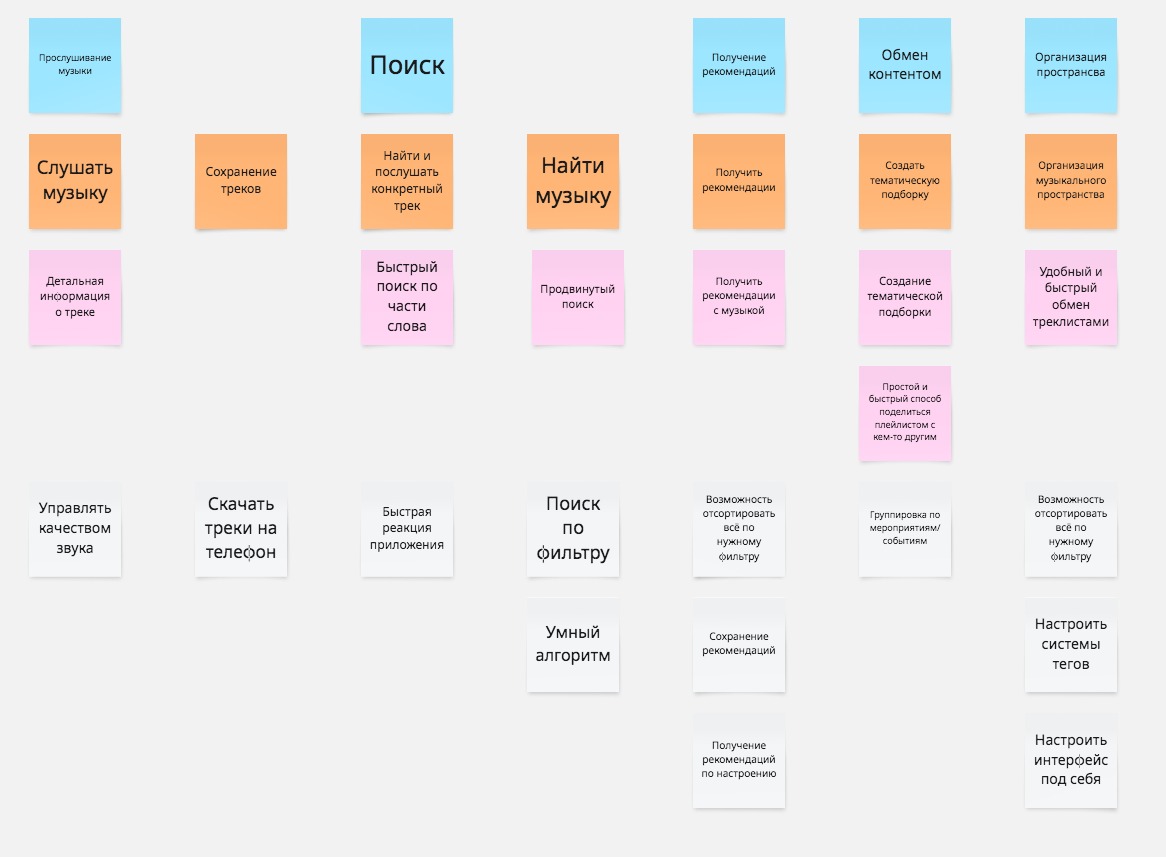 Прослушивание
музыки
Поиск
Получение
рекомендаций
Обмен
контентом
Организация
пространсва
Слушать
музыку
Сохранение
треков
Найти и
послушать
конкретный
трек
Найти
музыку
Получить
рекомендации
Создать
тематическую
подборку
Организация
музыкального
пространства
Детальная
информация
о треке
Быстрый
поиск по
части
слова
Продвинутый
поиск
Получить
рекомендации
с музыкой
Создание
тематической
подборки
Удобный и
быстрый
обмен
треклистами
Простой и
быстрый способ
поделиться
плейлистом с
кем-то другим
Управлять
качеством
звука
Скачать
треки на
телефон
Быстрая
реакция
приложения
Поиск
по
фильтру
Возможность
отсортировать
всё по
нужному
фильтру
Группировка по
мероприятиям/
событиям
Возможность
отсортировать
всё по
нужному
фильтру
Умный
алгоритм
Сохранение
рекомендаций
Настроить
системы
тегов
Получение
рекомендаций
по настроению
Настроить
интерфейс
под себя